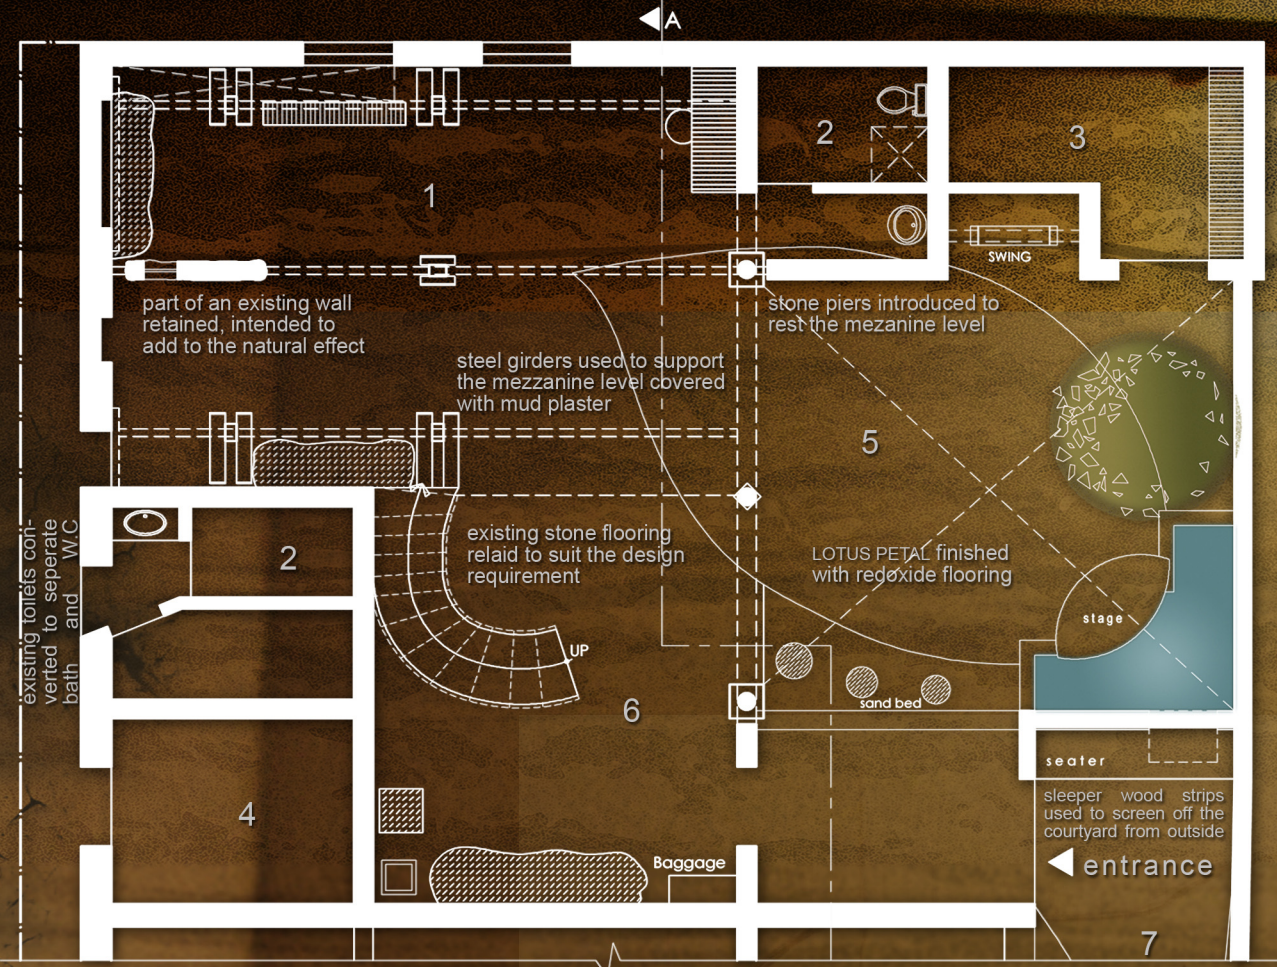 A
1
2
3
SWING
part of an existing wall
retained, intended to
add to the natural effect
stone piers introduced to
rest the mezanine level
steel girders used to support
the mezzanine level covered
with mud plaster
5
existing toilets con-
verted to seperate
bath and W.C
2
existing stone flooring
relaid to suit the design
requirement
LOTUS PETAL finished
with redoxide flooring
stage
UP
6
sand bed
seater
4
sleeper wood strips
used to screen off the
courtyard from outside
Baggage
entrance
7